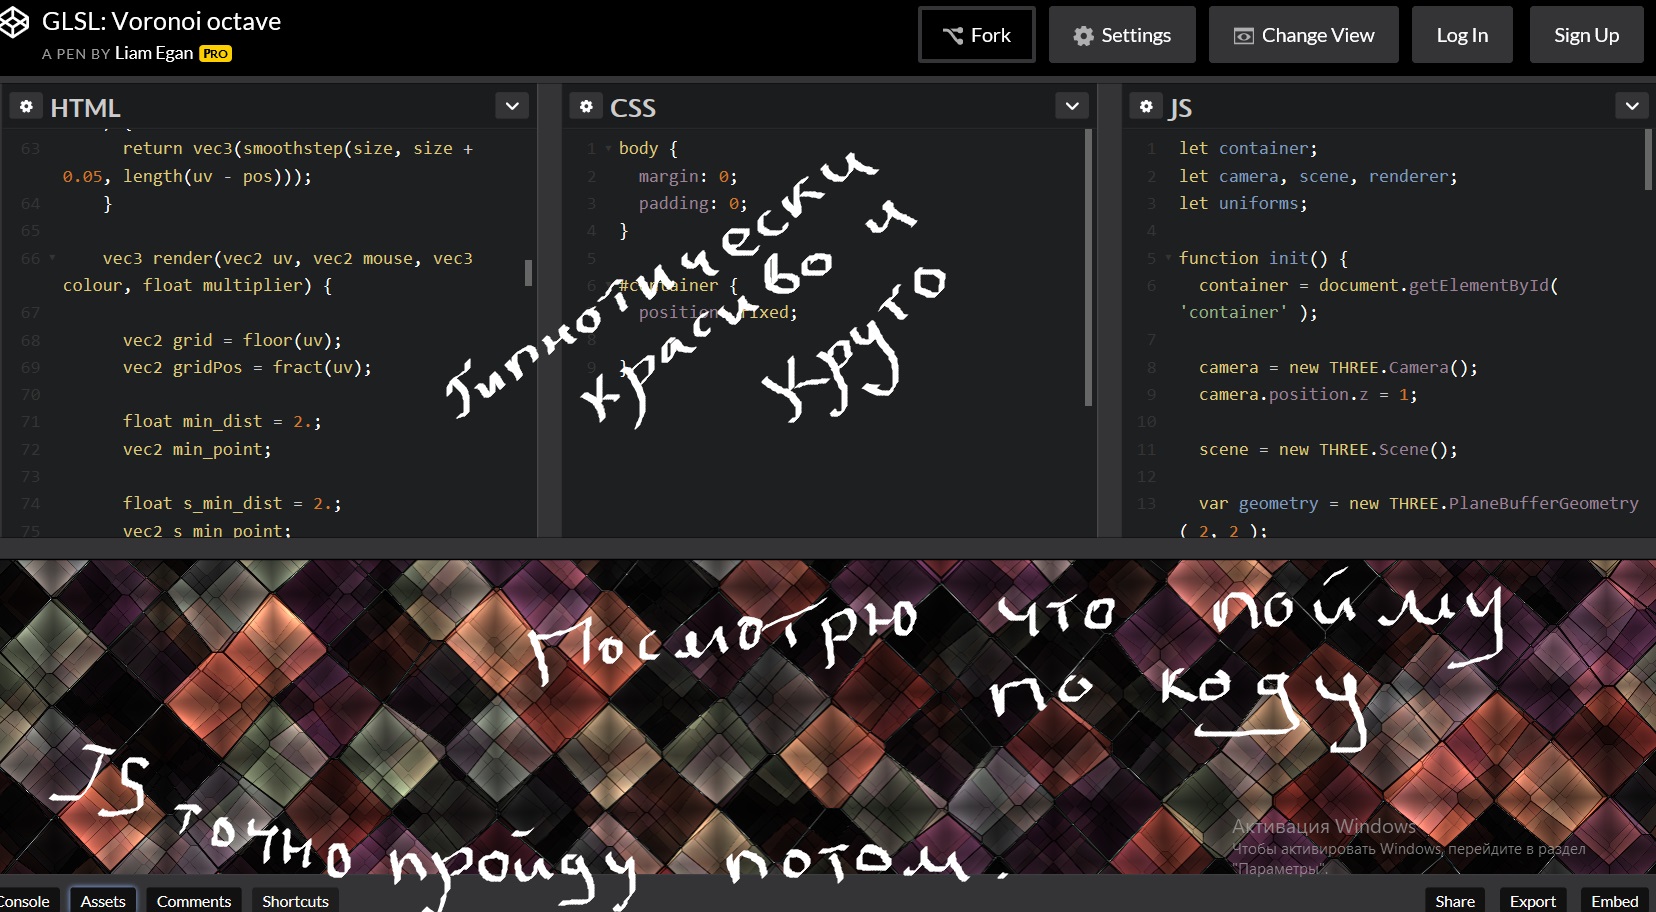 GLSL: Voronoi octave
A PEN BY Liam Egan PRO
Fork
Settings
Change View
Log In
Sign Up
HTML
63 return vec3(smoothstep(size, size +
0.05, length(uv - pos)));
64 }
65
66 vec3 render(vec2 uv, vec2 mouse, vec3
colour, float multiplier) {
67
68 vec2 grid = floor(uv);
69 vec2 gridPos = fract(uv);
70
71 float min_dist = 2.;
72 vec2 min_point;
73
74 float s_min_dist = 2.;
75 vec2 s_min_point;
CSS
1 body {
2 margin: 0;
3 padding: 0;
4 }
5
6 #container {
position: fixed;
8
9 }
JS
1 let container;
2 let camera, scene, renderer;
3 let uniforms;
4
5 function init() {
6 container = document.getElementById(
'container' );
7
8 camera = new THREE.Camera();
9 camera.position.z = 1;
10
11 scene = new THREE.Scene();
12
13 var geometry = new THREE.PlaneBufferGeometry
( 2, 2 );
Гипнотически
красиво и
круто
Посмотрю что пойму
по коду
JS точно пройду потом.
Активация Windows
Чтобы активировать Windows, перейдите в раздел
"Параметры".
Console
Assets
Comments
Shortcuts
Share
Export
Embed